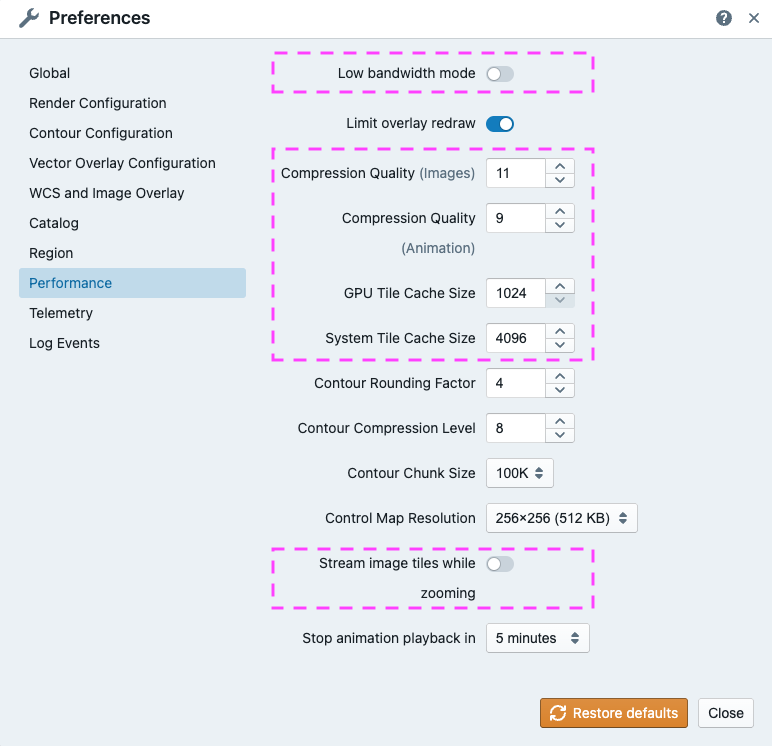 Preferences
Global
Render Configuration
Contour Configuration
Vector Overlay Configuration
WCS and Image Overlay
Catalog
Region
Performance
Telemetry
Log Events
Low bandwidth mode
Limit overlay redraw
Compression Quality (Images) 11
Compression Quality 9
(Animation)
GPU Tile Cache Size 1024
System Tile Cache Size 4096
Contour Rounding Factor 4
Contour Compression Level 8
Contour Chunk Size 100K
Control Map Resolution 256×256 (512 KB)
Stream image tiles while
zooming
Stop animation playback in 5 minutes
Restore defaults Close